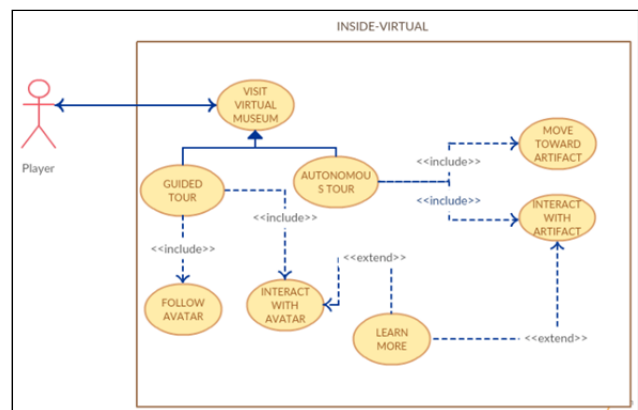 INSIDE-VIRTUAL
VISIT
VIRTUAL
MUSEUM
Player
MOVE
TOWARD
ARTIFACT
<<include>>
GUIDED
TOUR
AUTONOMOU
S TOUR
<<include>>
INTERACT
WITH
ARTIFACT
<<include>>
<<include>>
<<extend>>
FOLLOW
AVATAR
INTERACT
WITH
AVATAR
LEARN
MORE
<<extend>>